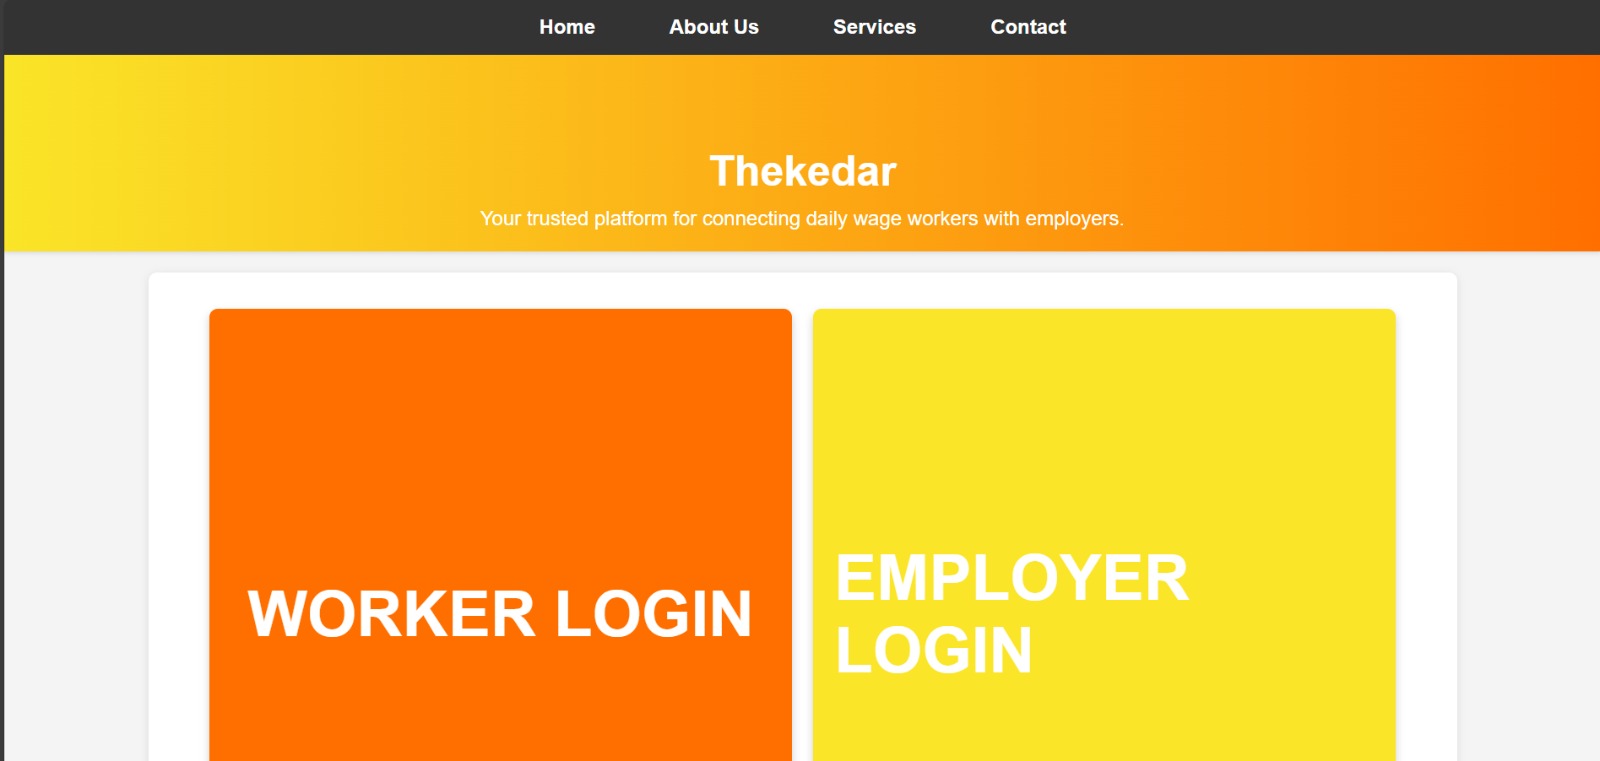 Home About Us Services Contact
Thekedar
Your trusted platform for connecting daily wage workers with employers.
WORKER LOGIN
EMPLOYER
LOGIN